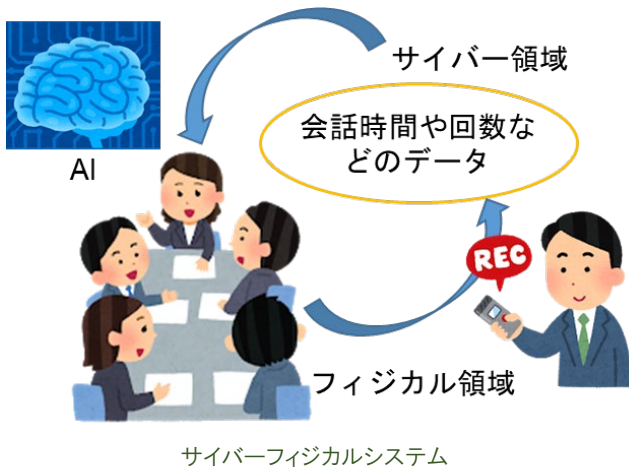 サイバー領域
会話時間や回数な
どのデータ
AI
REC
フィジカル領域
サイバーフィジカルシステム